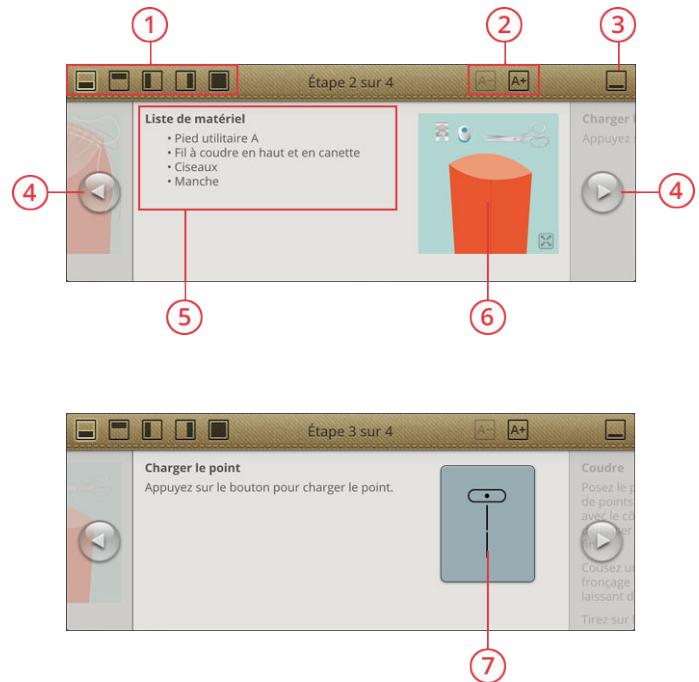 1
2
3
Étape 2 sur 4
A-
A+
Liste de matériel
• Pied utilitaire A
• Fil à coudre en haut et en canette
• Ciseaux
• Manche
Charger l
Appuyez s
4
4
5
6
Étape 3 sur 4
A-
A+
Charger le point
Appuyez sur le bouton pour charger le point.
Coudre
Posez le p
de points
avec le cô
Cousez un
fronçage
laissant d
Tirez sur l
7